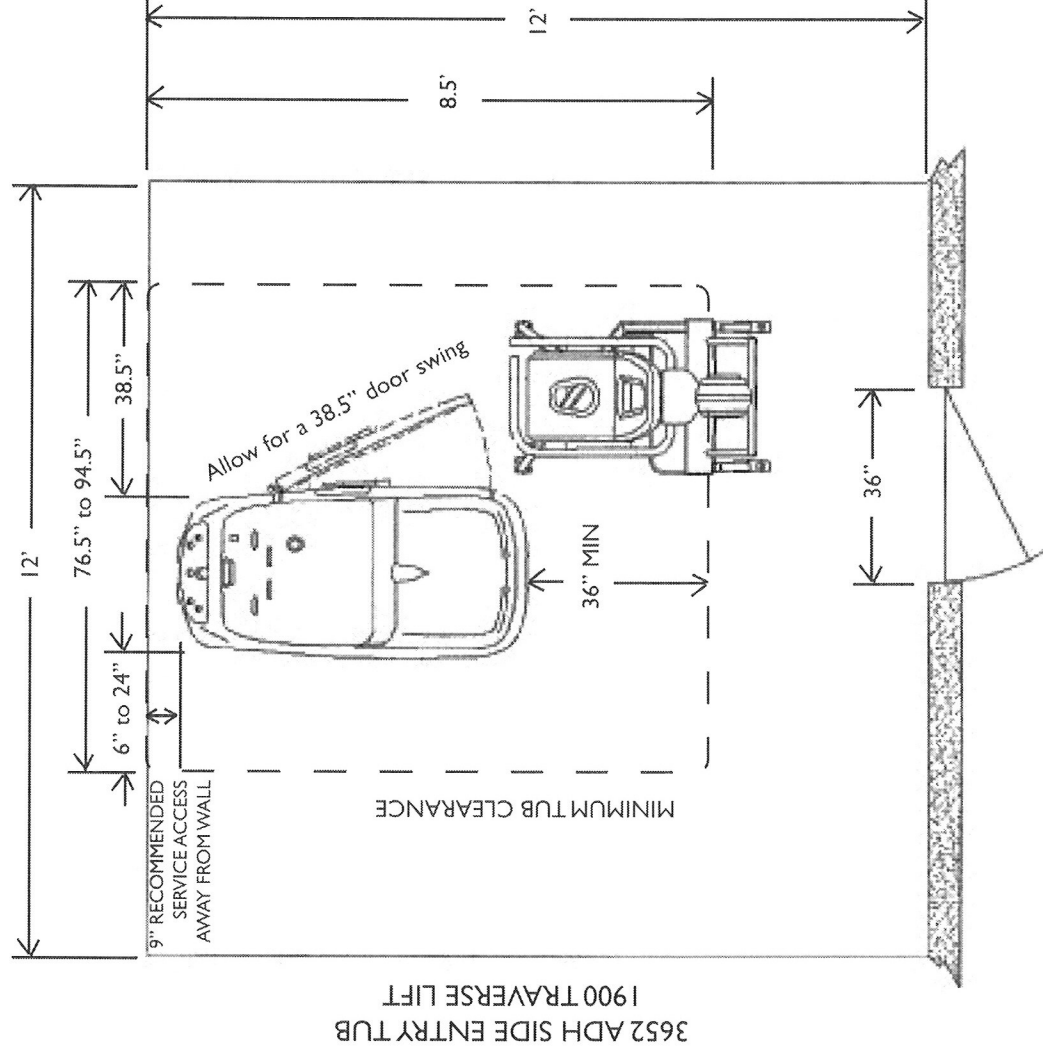 12'
8.5'
12'
76.5" to 94.5"
38.5"
6" to 24"
9" RECOMMENDED
SERVICE ACCESS
AWAY FROM WALL
Allow for a 38.5" door swing
36" MIN
36"
MINIMUM TUB CLEARANCE
3652 ADH SIDE ENTRY TUB
1900 TRAVERSE LIFT